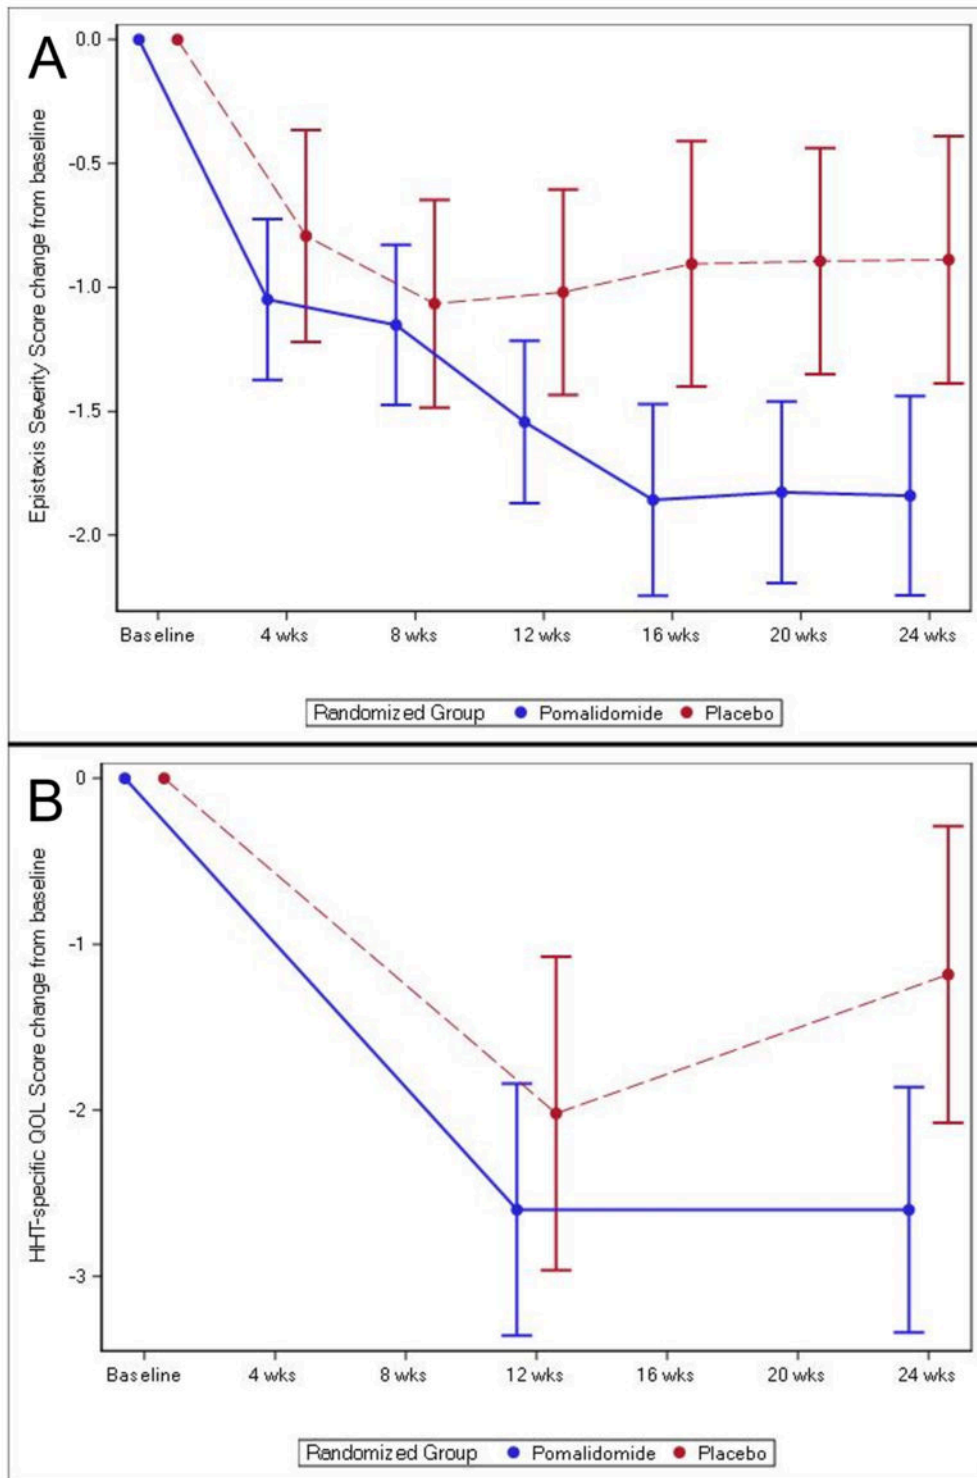 A
Epistaxis Severity Score change from baseline
0.0
-0.5
-1.0
-1.5
-2.0
Baseline 4 wks 8 wks 12 wks 16 wks 20 wks 24 wks
Randomized Group Pomalidomide Placebo
B
HHT-specific QOL Score change from baseline
0
-1
-2
-3
Baseline 4 wks 8 wks 12 wks 16 wks 20 wks 24 wks
Randomized Group Pomalidomide Placebo